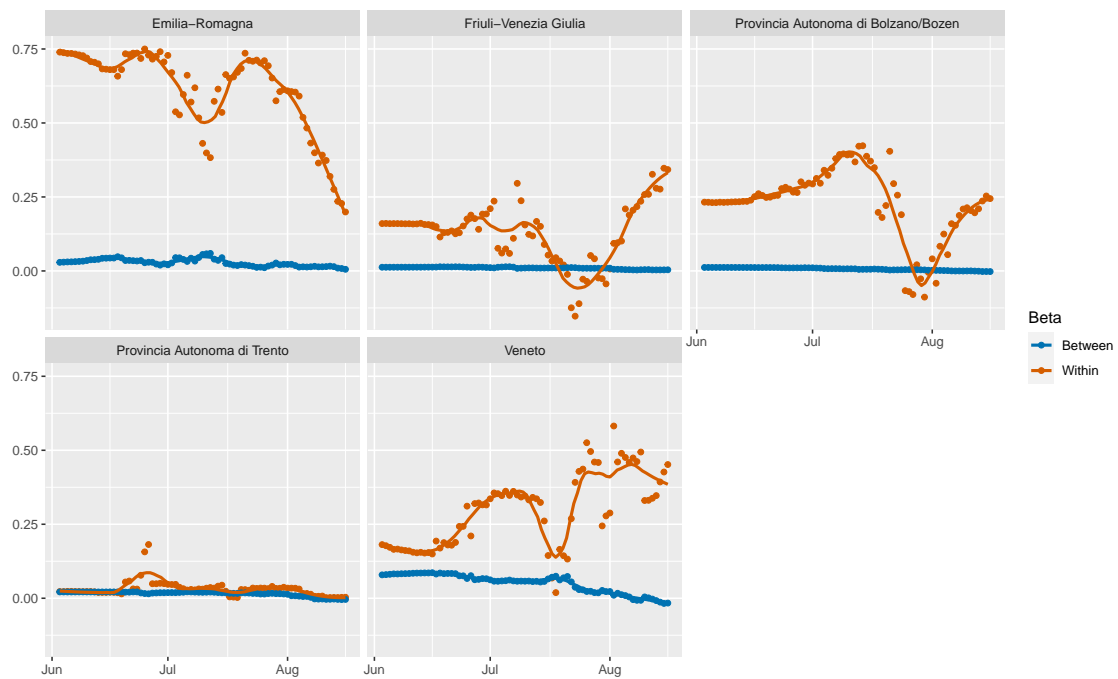 Emilia−Romagna
Friuli−Venezia Giulia
Provincia Autonoma di Bolzano/Bozen
0.75
0.50
0.25
0.00
Jun
Jul
Aug
Beta
Between
Within
Provincia Autonoma di Trento
Veneto
0.75
0.50
0.25
0.00
Jun
Jul
Aug
Jun
Jul
Aug